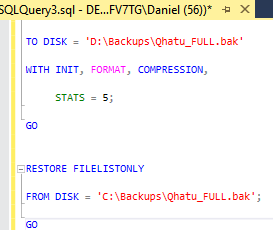 SQLQuery3.sql - DE...FV7TG\Daniel (56))*
TO DISK = 'D:\Backups\Qhatu_FULL.bak'
WITH INIT, FORMAT, COMPRESSION,
STATS = 5;
GO
RESTORE FILELISTONLY
FROM DISK = 'C:\Backups\Qhatu_FULL.bak';
GO